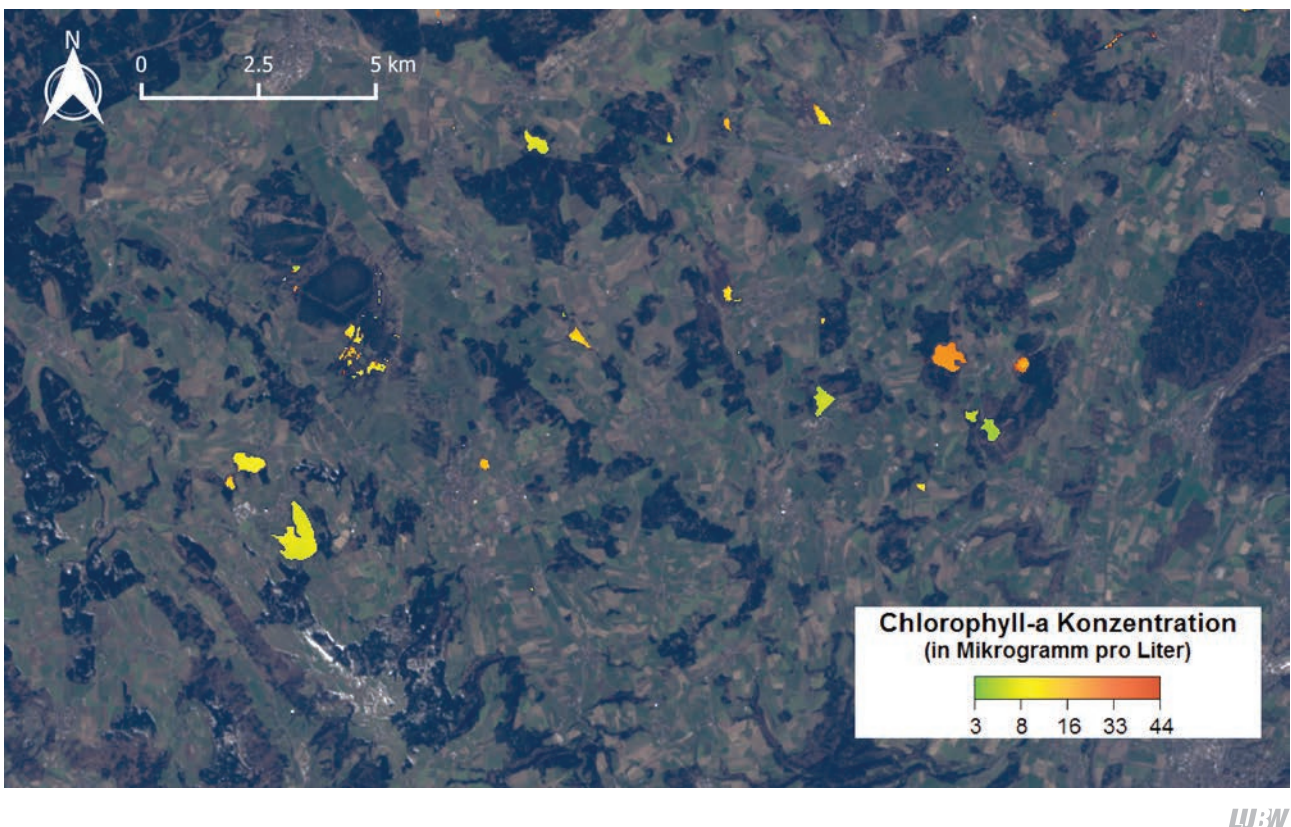 N
0 2.5 5 km
Chlorophyll-a Konzentration
(in Mikrogramm pro Liter)
3 8 16 33 44
LUBW